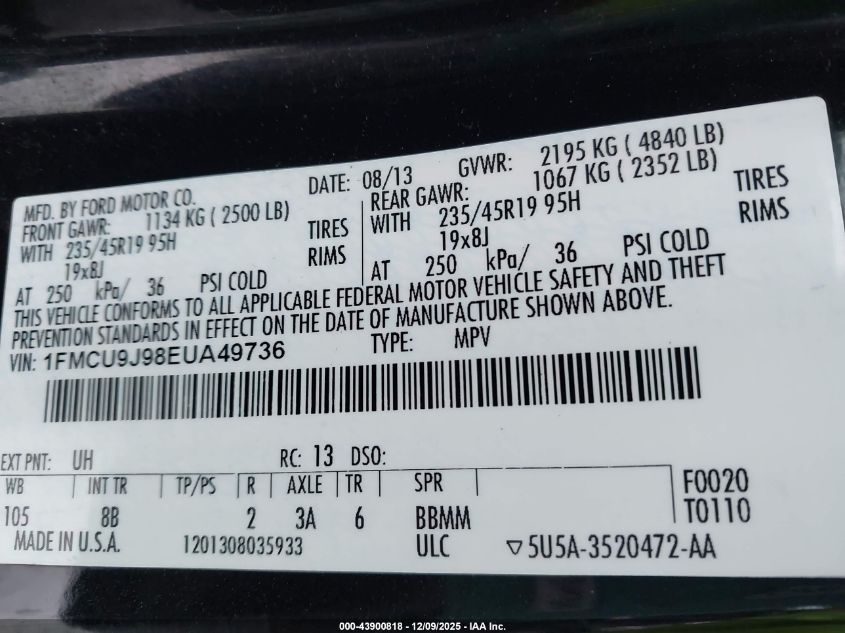 MFD. BY FORD MOTOR CO. DATE: 08/13 GVWR: 2195 KG ( 4840 LB)
FRONT GAWR: 1134 KG ( 2500 LB) REAR GAWR: 1067 KG ( 2352 LB)
WITH 235/45R19 95H TIRES WITH 235/45R19 95H TIRES
19x8J RIMS 19x8J RIMS
AT 250 kPa/ 36 PSI COLD AT 250 kPa/ 36 PSI COLD
THIS VEHICLE CONFORMS TO ALL APPLICABLE FEDERAL MOTOR VEHICLE SAFETY AND THEFT
PREVENTION STANDARDS IN EFFECT ON THE DATE OF MANUFACTURE SHOWN ABOVE.
VIN: 1FMCU9J98EUA49736 TYPE: MPV
EXT PNT: UH RC: 13 DSO:
WB INT TR TP/PS R AXLE TR SPR F0020
105 8B 2 3A 6 BBMM T0110
MADE IN U.S.A. 1201308035933 ULC ▽5U5A-3520472-AA
000-43900818 - 12/09/2025 - IAA Inc.